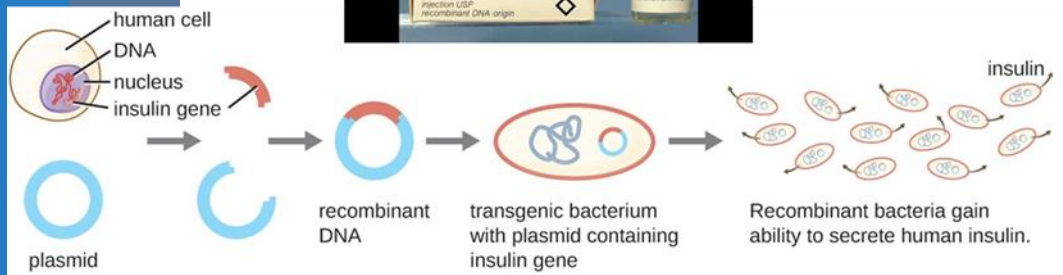 injection USP
recombinant DNA origin
human cell
DNA
nucleus
insulin gene
insulin
plasmid
recombinant
DNA
transgenic bacterium
with plasmid containing
insulin gene
Recombinant bacteria gain
ability to secrete human insulin.